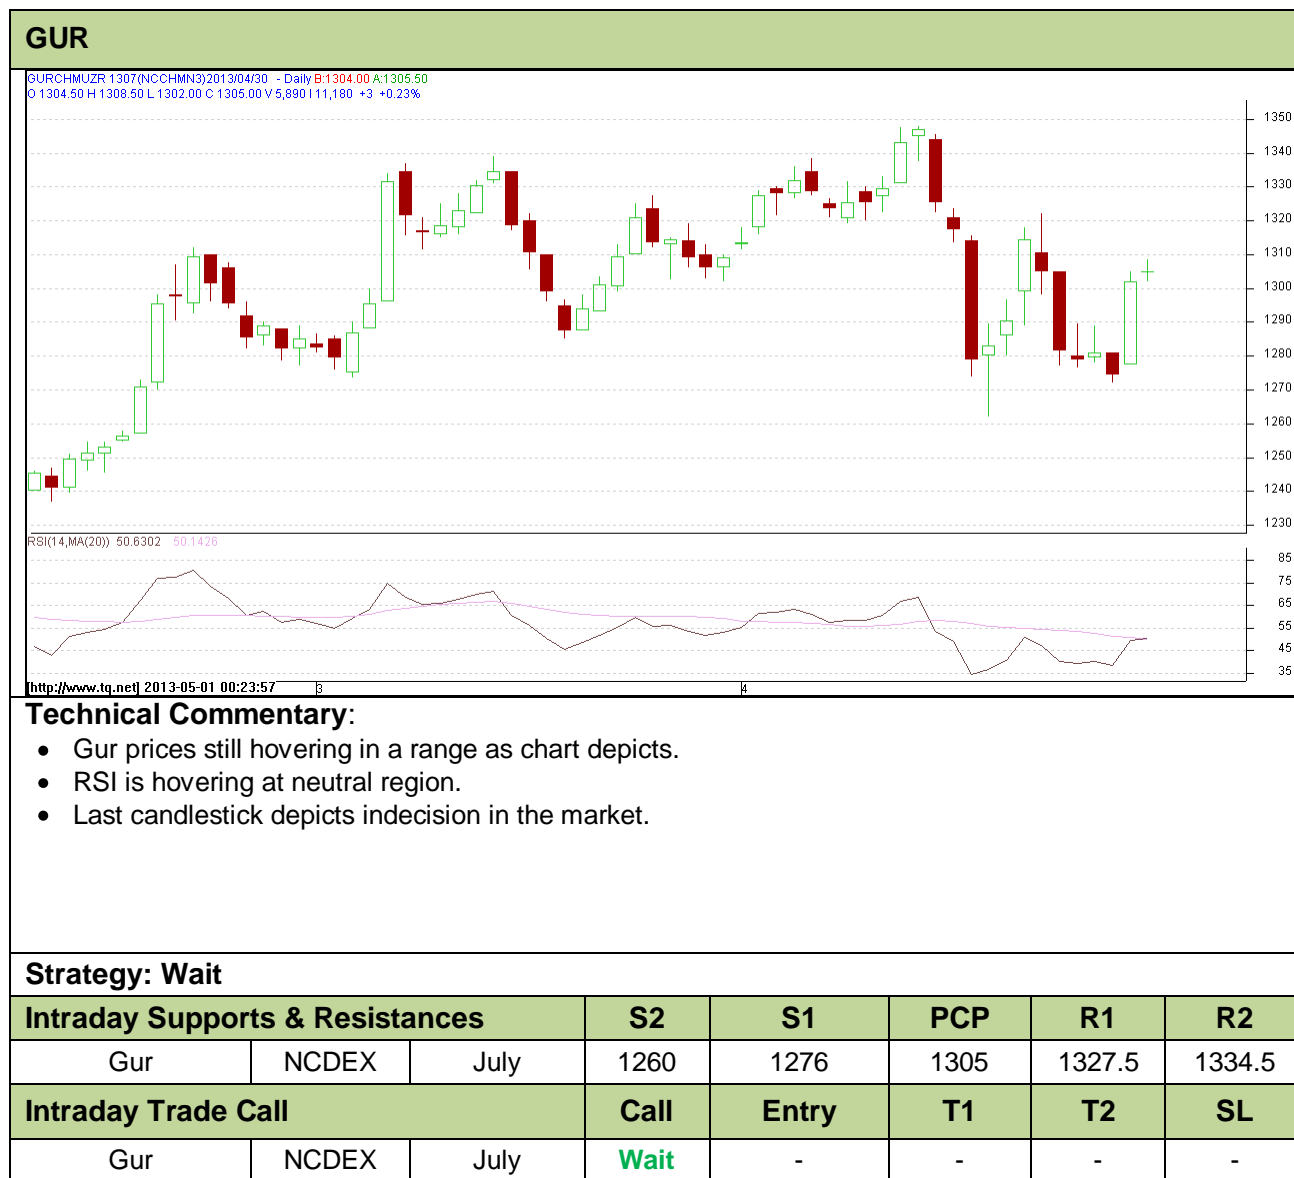 GUR
GURCHMUZR 1307(NCCHMN3)2013/04/30 - Daily B:1304.00 A:1305.50
O 1304.50 H 1308.50 L 1302.00 C 1305.00 V 5,890 I 11,180 +3 +0.23%
1350
1340
1330
1320
1310
1300
1290
1280
1270
1260
1250
1240
1230
RSI(14,MA(20)) 50.6302 50.1426
85
75
65
55
45
35
[http://www.tq.net] 2013-05-01 00:23:57 3 4
Technical Commentary:
• Gur prices still hovering in a range as chart depicts.
• RSI is hovering at neutral region.
• Last candlestick depicts indecision in the market.
Strategy: Wait
Intraday Supports & Resistances S2 S1 PCP R1 R2
Gur NCDEX July 1260 1276 1305 1327.5 1334.5
Intraday Trade Call Call Entry T1 T2 SL
Gur NCDEX July Wait - - - -